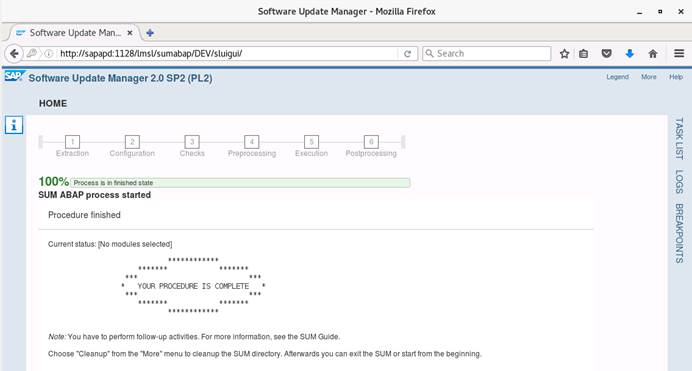 Software Update Manager - Mozilla Firefox
Software Update Man...
http://sapapd:1128/lmsl/sumabap/DEV/sluigui/
Search
SAP Software Update Manager 2.0 SP2 (PL2)
Legend More Help
HOME
1 2 3 4 5 6
Extraction Configuration Checks Preprocessing Execution Postprocessing
100% Process is in finished state
SUM ABAP process started
Procedure finished
Current status: [No modules selected]
************
******* *******
*** ***
* YOUR PROCEDURE IS COMPLETE *
*** ***
******* *******
************
Note: You have to perform follow-up activities. For more information, see the SUM Guide.
Choose "Cleanup" from the "More" menu to cleanup the SUM directory. Afterwards you can exit the SUM or start from the beginning.
TASK LIST
LOGS
BREAKPOINTS